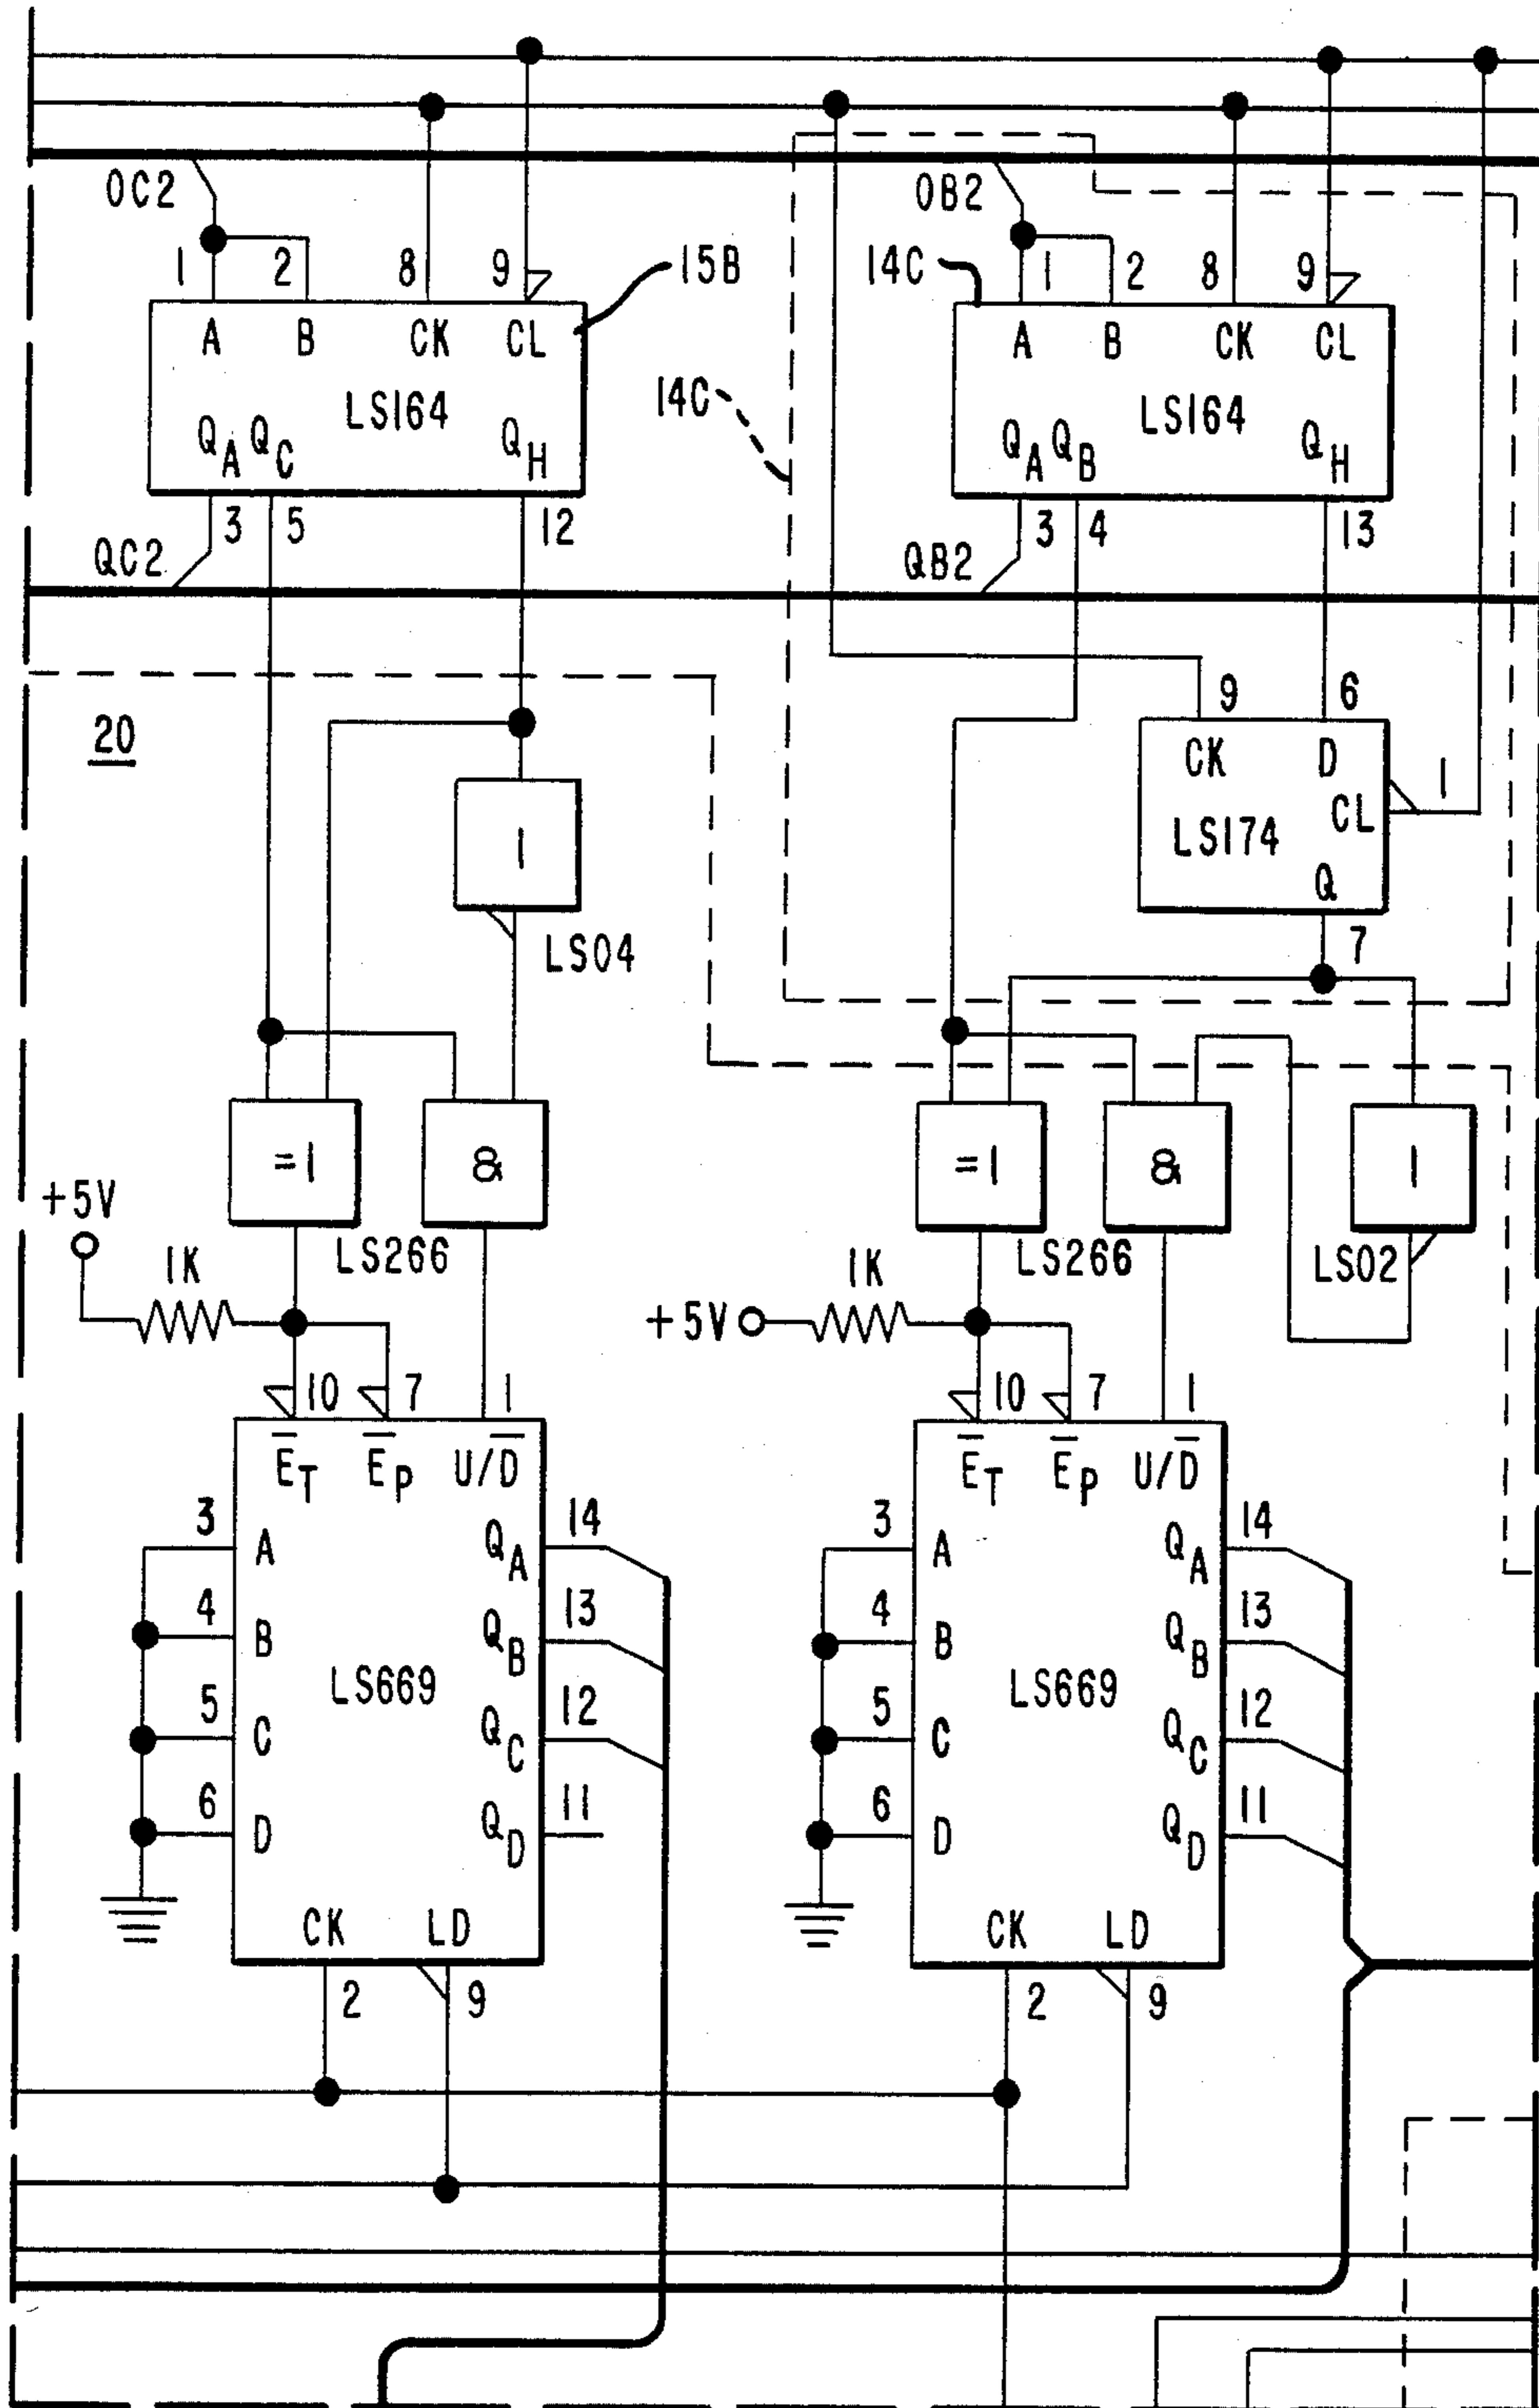 OC2
OB2
1 2 8 9
15B
14C
1 2 8 9
A B CK CL
A B CK CL
LS164
14C
LS164
QA QC QH
QA QB QH
3 5 12
3 4 13
QC2
QB2
20
9 6
CK D
CL 1
LS174
Q
1
LS04
7
=1 &
=1 & 1
+5V
LS266
LS266
LS02
1K
+5V
1K
10 7 1
10 7 1
ET EP U/D
ET EP U/D
3 A QA 14
3 A QA 14
4 B QB 13
4 B QB 13
LS669
LS669
5 C QC 12
5 C QC 12
6 D QD 11
6 D QD 11
CK LD
CK LD
2 9
2 9